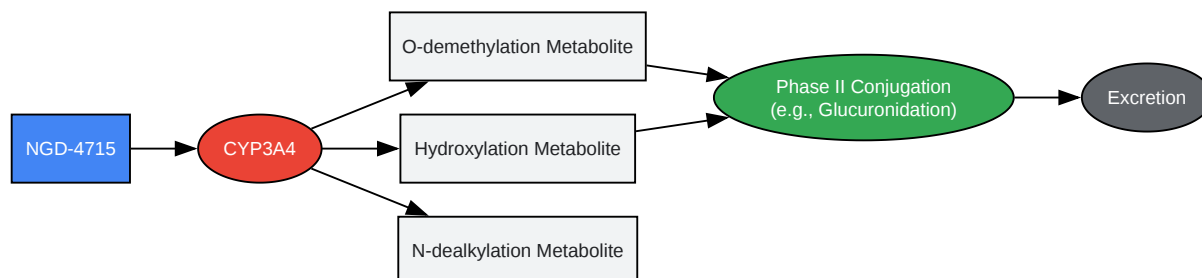 NGD-4715
CYP3A4
O-demethylation Metabolite
Hydroxylation Metabolite
N-dealkylation Metabolite
Phase II Conjugation
(e.g., Glucuronidation)
Excretion